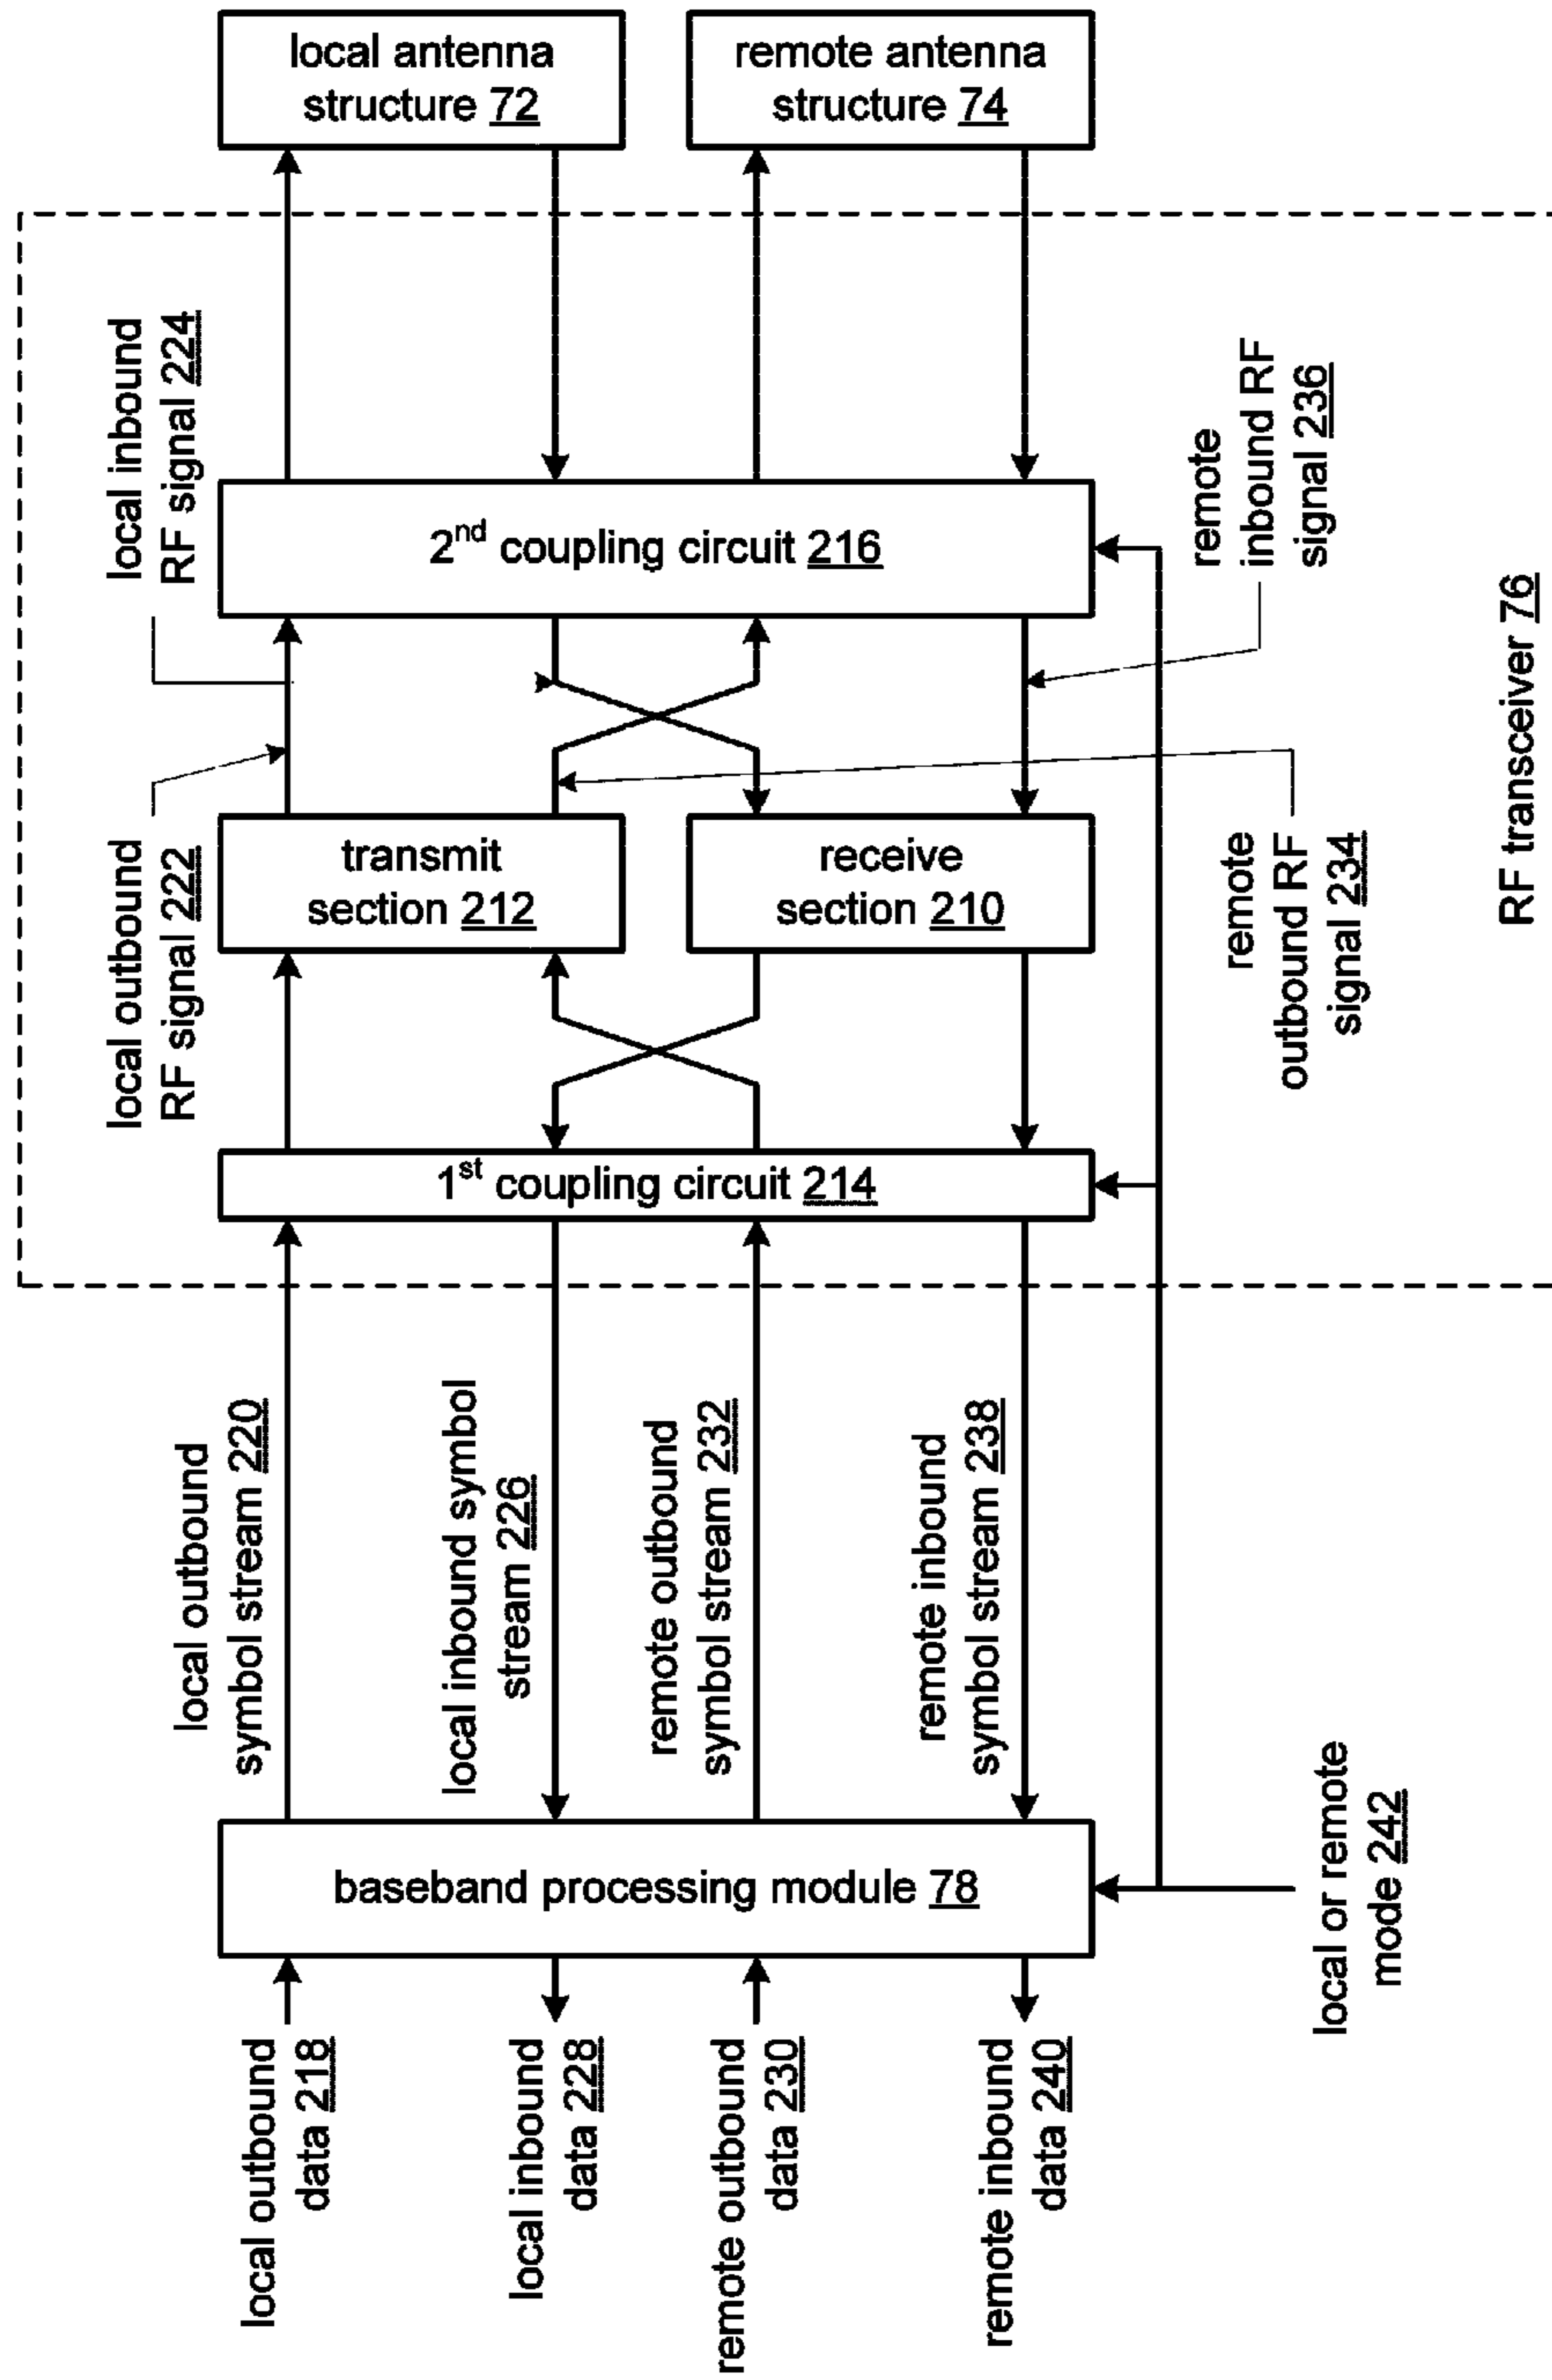 local antenna
structure 72
remote antenna
structure 74
local inbound
RF signal 224
remote
inbound RF
signal 236
2nd coupling circuit 216
RF transceiver 76
local outbound
RF signal 222
transmit
section 212
receive
section 210
remote
outbound RF
signal 234
1st coupling circuit 214
local outbound
symbol stream 220
local inbound symbol
stream 226
remote outbound
symbol stream 232
remote inbound
symbol stream 238
baseband processing module 78
local or remote
mode 242
local outbound
data 218
local inbound
data 228
remote outbound
data 230
remote inbound
data 240